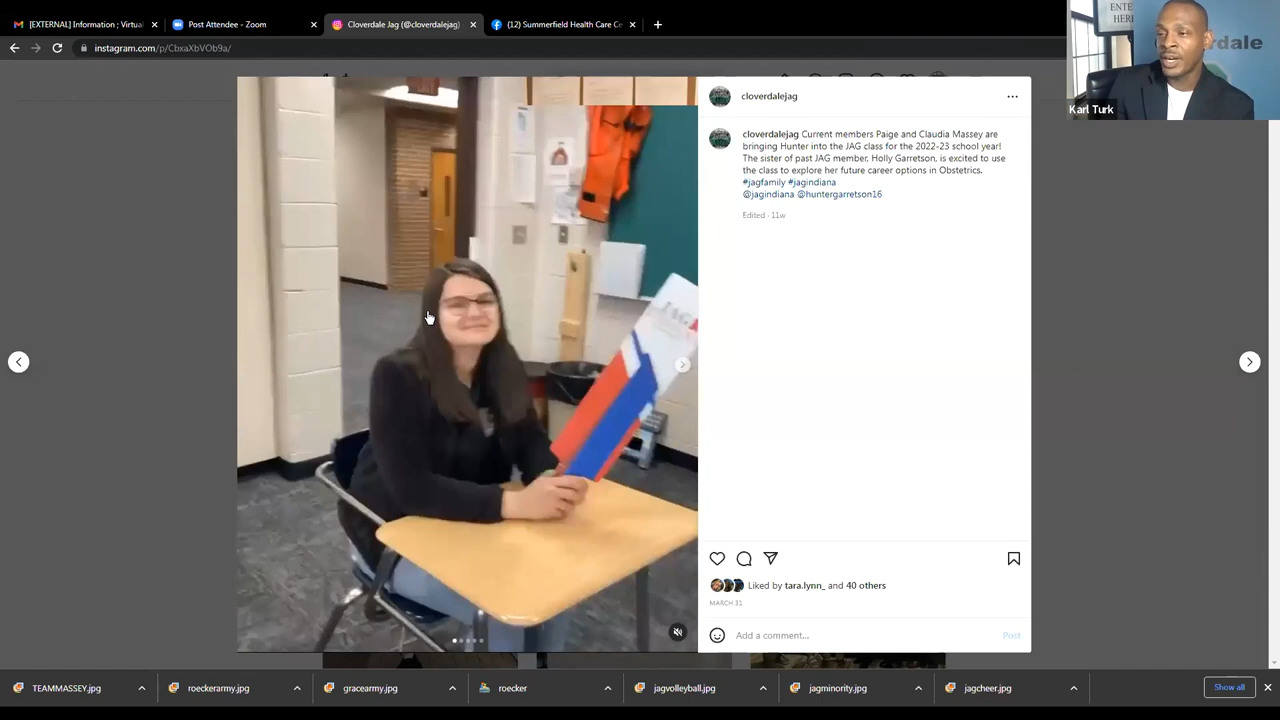 [EXTERNAL] Information ; Virtua
Post Attendee - Zoom
Cloverdale Jag (@cloverdalejag)
(12) Summerfield Health Care Ce
instagram.com/p/CbxaXbVOb9a/
ENTE
HERE
rdale
Karl Turk
cloverdalejag
cloverdalejag Current members Paige and Claudia Massey are
bringing Hunter into the JAG class for the 2022-23 school year!
The sister of past JAG member, Holly Garretson, is excited to use
the class to explore her future career options in Obstetrics.
#jagfamily #jagindiana
@jagindiana @huntergarretson16
Edited · 11w
JAG
Liked by tara.lynn_ and 40 others
MARCH 31
Add a comment...
Post
TEAMMASSEY.jpg
roeckerarmy.jpg
gracearmy.jpg
roecker
jagvolleyball.jpg
jagminority.jpg
jagcheer.jpg
Show all